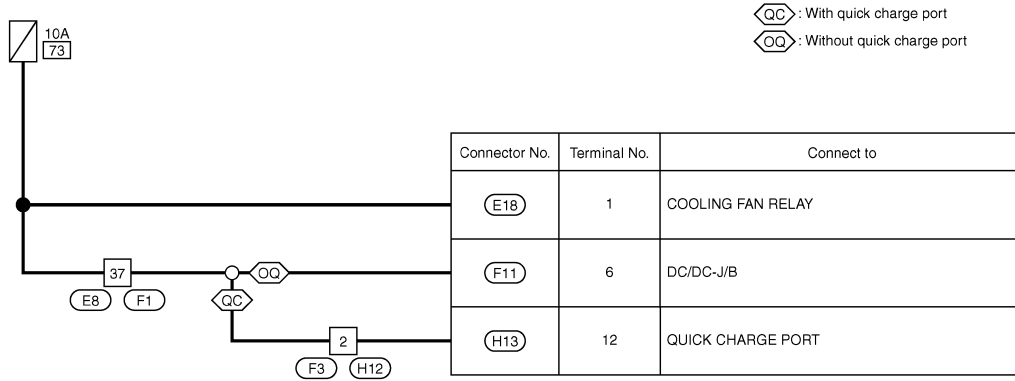 QC : With quick charge port
OQ : Without quick charge port
10A
73
Connector No. Terminal No. Connect to
E18 1 COOLING FAN RELAY
37 OQ F11 6 DC/DC-J/B
E8 F1 QC
2 H13 12 QUICK CHARGE PORT
F3 H12